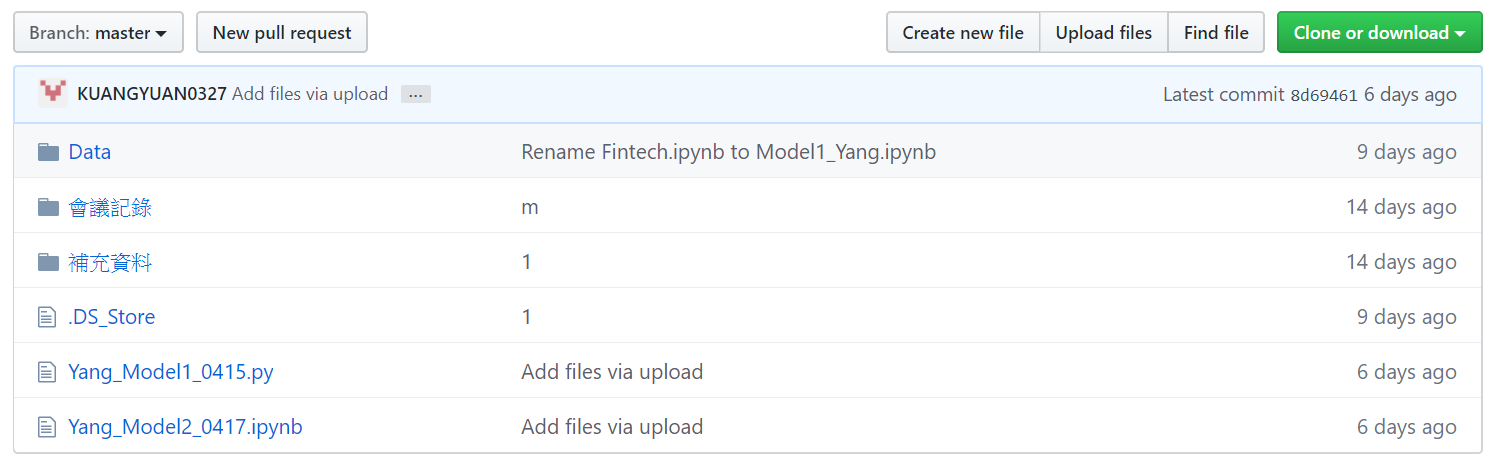 Branch: master New pull request Create new file Upload files Find file Clone or download
KUANGYUAN0327 Add files via upload ... Latest commit 8d69461 6 days ago
Data Rename Fintech.ipynb to Model1_Yang.ipynb 9 days ago
會議記錄 m 14 days ago
補充資料 1 14 days ago
.DS_Store 1 9 days ago
Yang_Model1_0415.py Add files via upload 6 days ago
Yang_Model2_0417.ipynb Add files via upload 6 days ago